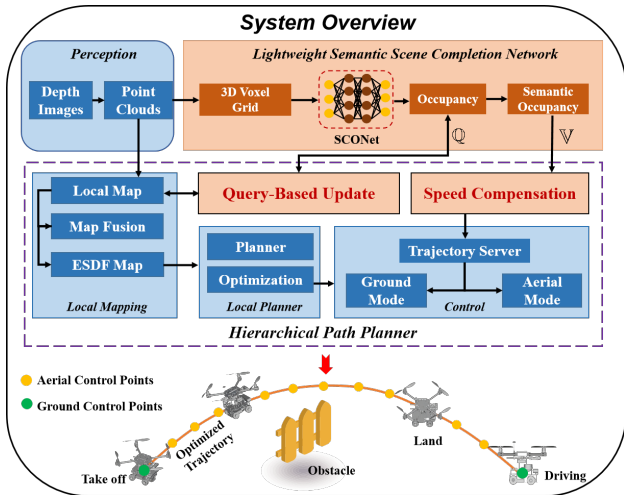 System Overview
Perception
Lightweight Semantic Scene Completion Network
Depth
Images
Point
Clouds
3D Voxel
Grid
SCONet
Occupancy
Semantic
Occupancy
ℚ
𝕍
Local Map
Query-Based Update
Speed Compensation
Map Fusion
ESDF Map
Local Mapping
Planner
Optimization
Local Planner
Trajectory Server
Ground
Mode
Aerial
Mode
Control
Hierarchical Path Planner
Aerial Control Points
Ground Control Points
Take off
Optimized
Trajectory
Obstacle
Land
Driving